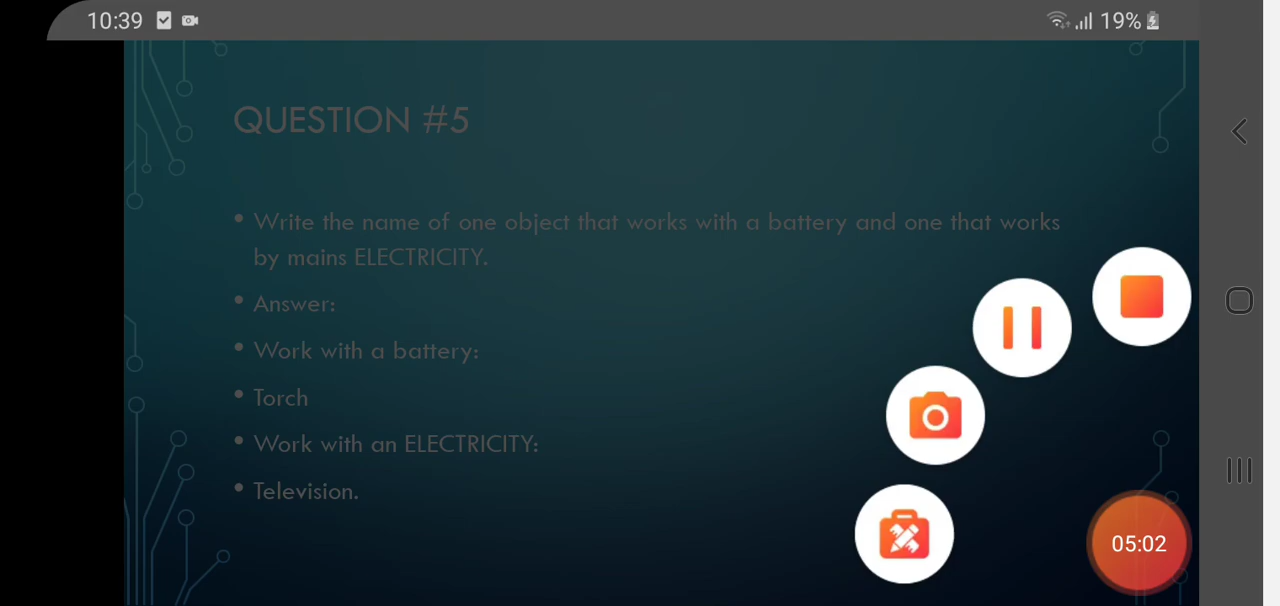 10:39
19%
QUESTION #5
• Write the name of one object that works with a battery and one that works
by mains ELECTRICITY.
• Answer:
• Work with a battery:
• Torch
• Work with an ELECTRICITY:
• Television.
05:02